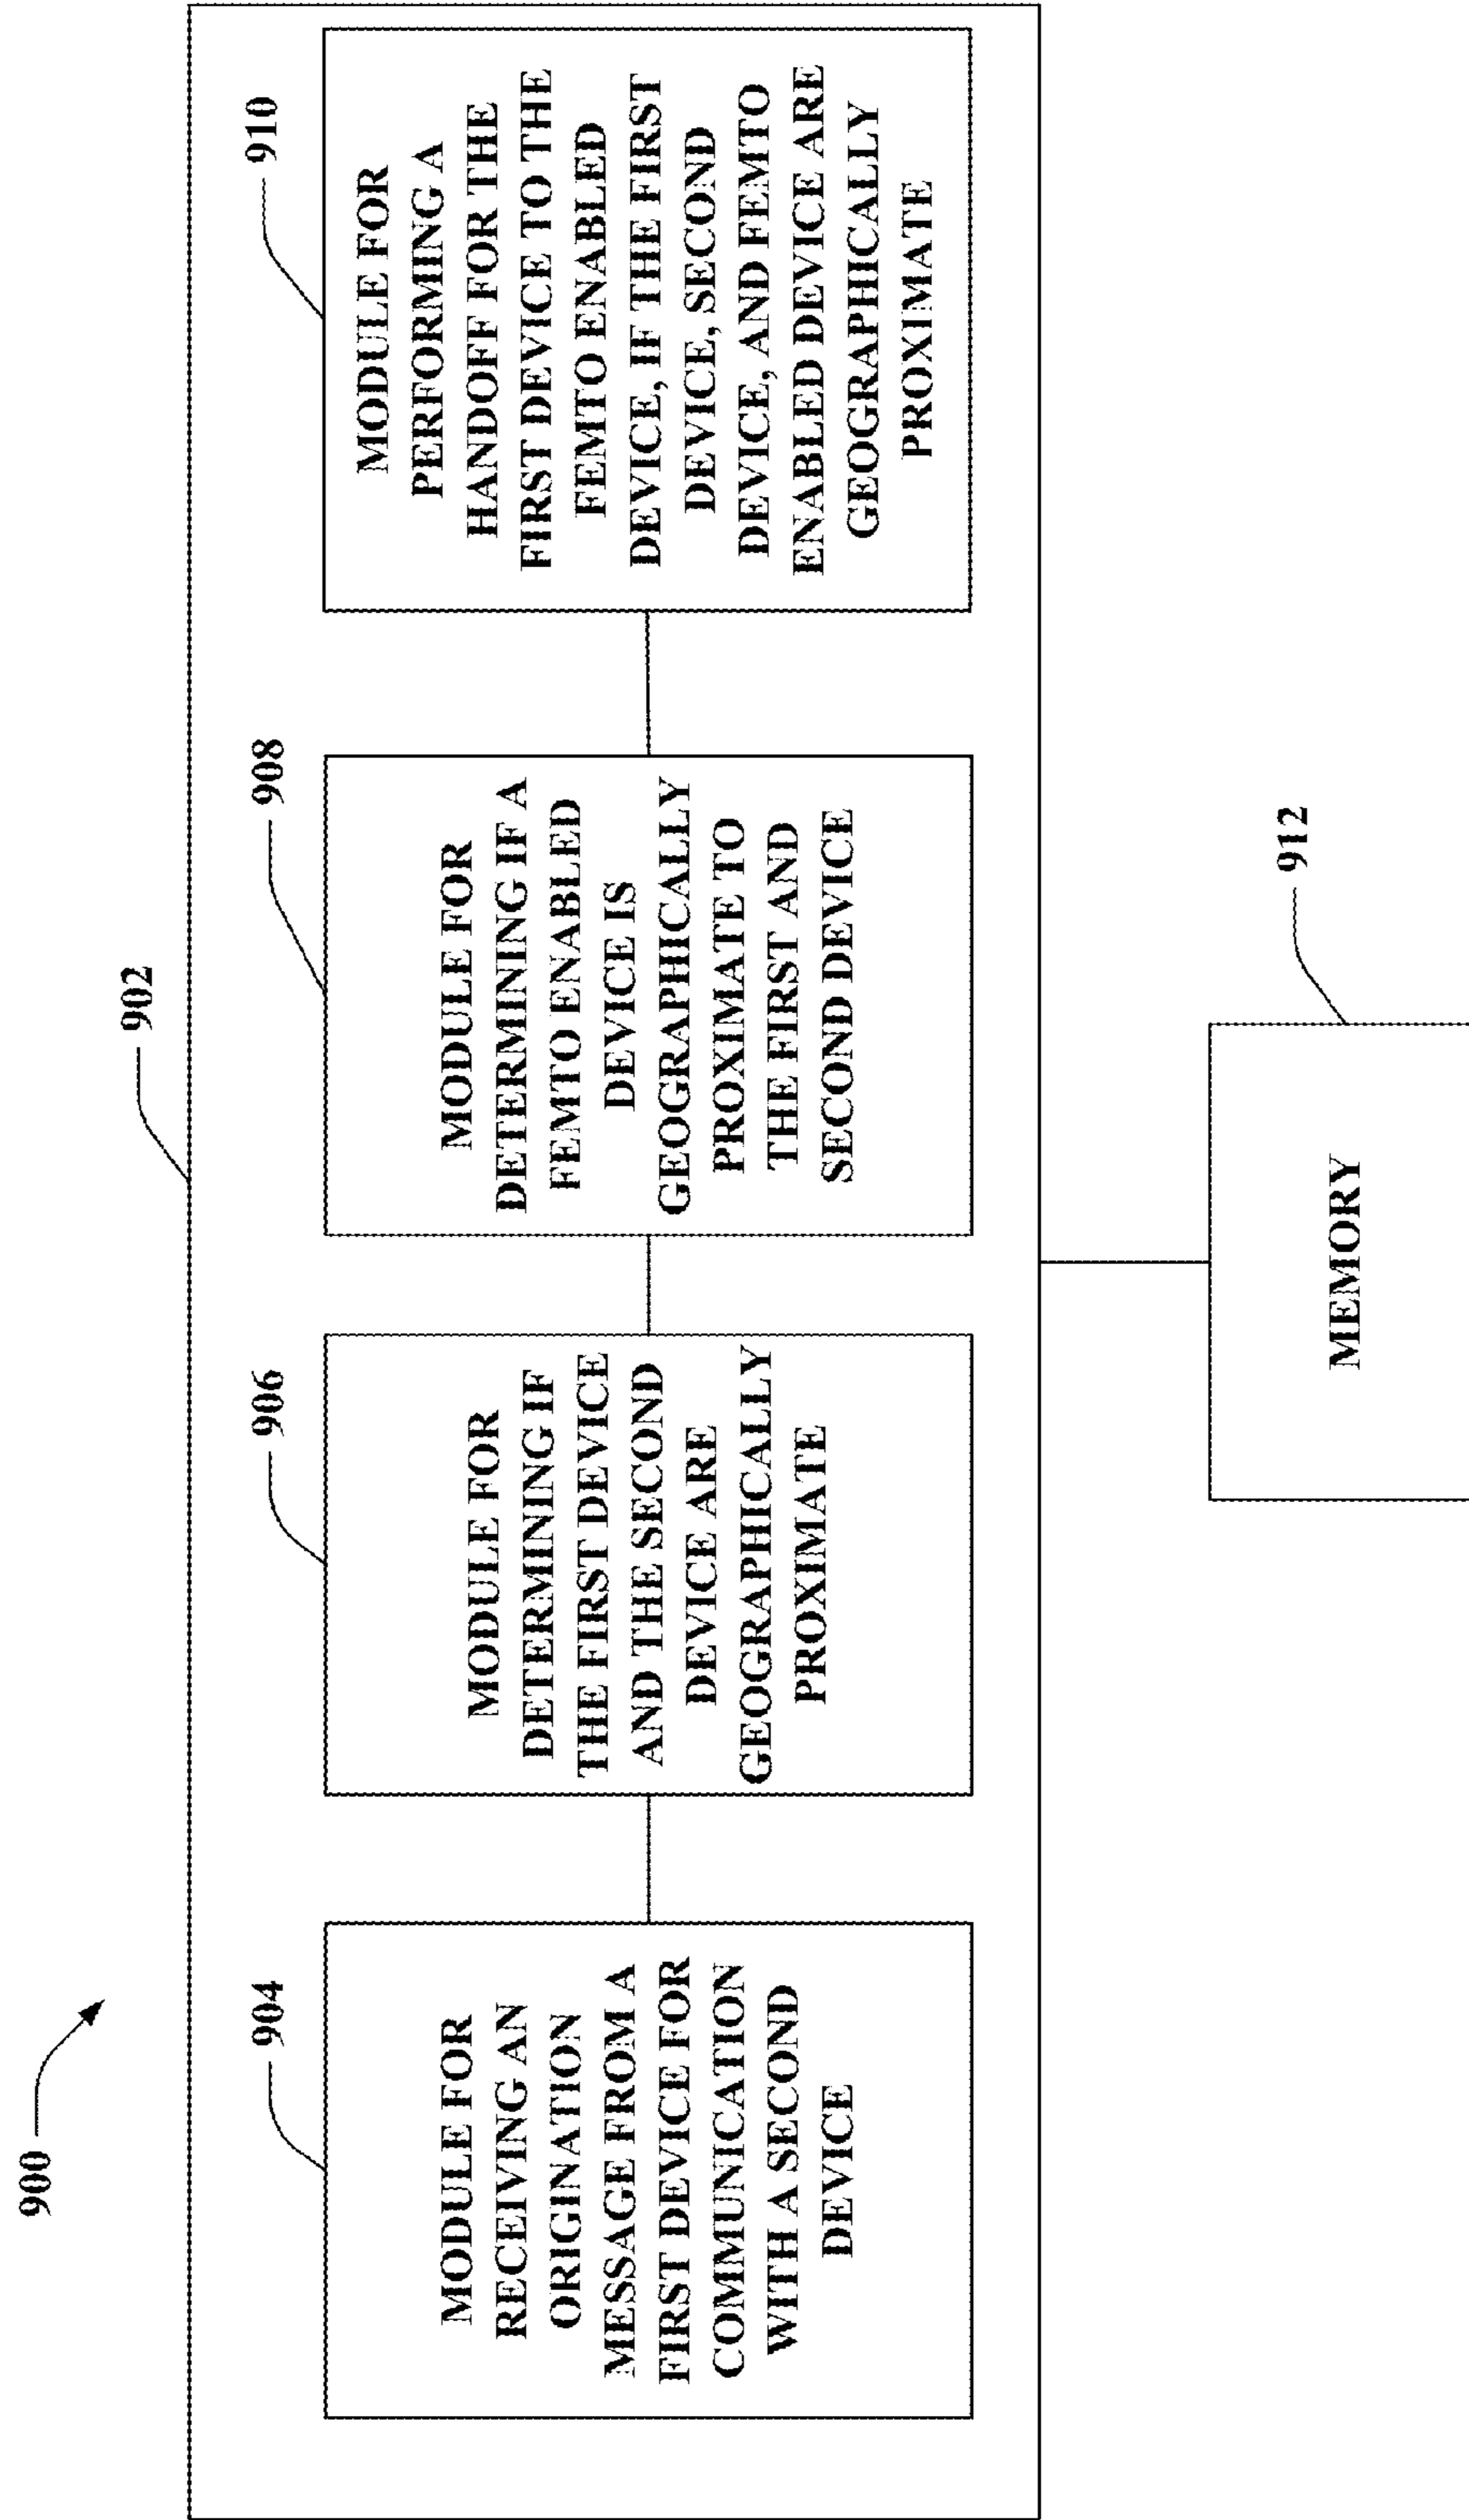 900
902
904
MODULE FOR
RECEIVING AN
ORIGINATION
MESSAGE FROM A
FIRST DEVICE FOR
COMMUNICATION
WITH A SECOND
DEVICE
906
MODULE FOR
DETERMINING IF
THE FIRST DEVICE
AND THE SECOND
DEVICE ARE
GEOGRAPHICALLY
PROXIMATE
908
MODULE FOR
DETERMINING IF A
FEMTO ENABLED
DEVICE IS
GEOGRAPHICALLY
PROXIMATE TO
THE FIRST AND
SECOND DEVICE
910
MODULE FOR
PERFORMING A
HANDOFF FOR THE
FIRST DEVICE TO THE
FEMTO ENABLED
DEVICE, IF THE FIRST
DEVICE, SECOND
DEVICE, AND FEMTO
ENABLED DEVICE ARE
GEOGRAPHICALLY
PROXIMATE
912
MEMORY